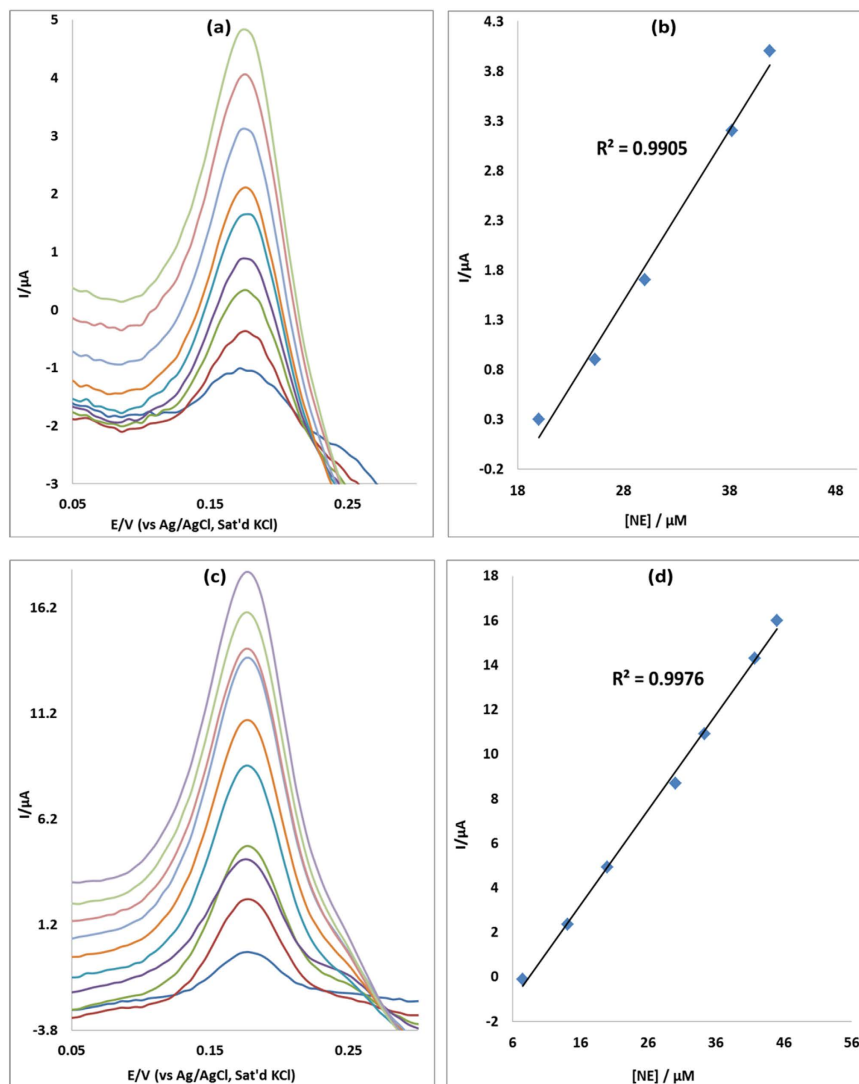 (a)
5
4
3
2
1
0
-1
-2
-3
I/µA
0.05 0.15 0.25
E/V (vs Ag/AgCl, Sat'd KCl)
(b)
4.3
3.8
3.3
2.8
2.3
1.8
1.3
0.8
0.3
-0.2
I/µA
R² = 0.9905
18 28 38 48
[NE] / µM
(c)
16.2
11.2
6.2
1.2
-3.8
I/µA
0.05 0.15 0.25
E/V (vs Ag/AgCl, Sat'd KCl)
(d)
18
16
14
12
10
8
6
4
2
0
-2
I/µA
R² = 0.9976
6 16 26 36 46 56
[NE] / µM